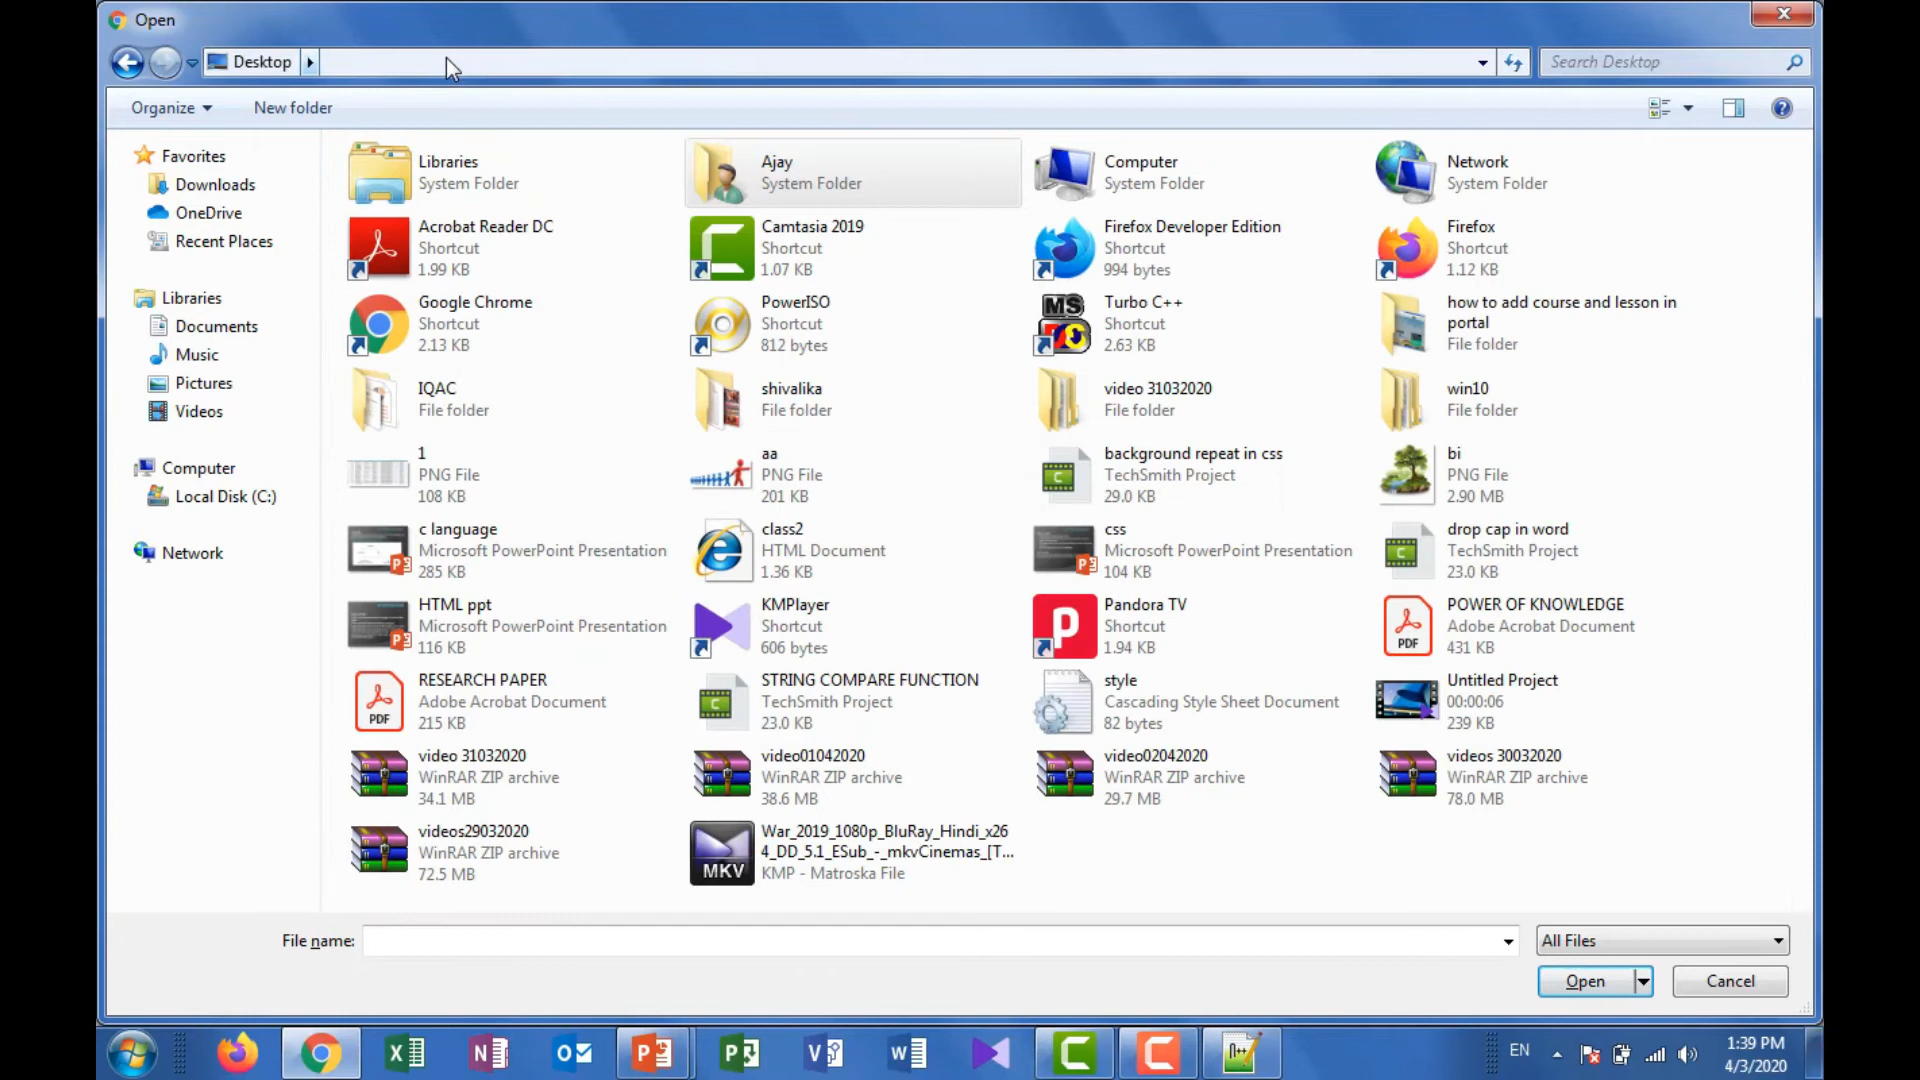 Open
Desktop
Search Desktop
Organize
New folder
Favorites
Downloads
OneDrive
Recent Places
Libraries
Documents
Music
Pictures
Videos
Computer
Local Disk (C:)
Network
Libraries
System Folder
Ajay
System Folder
Computer
System Folder
Network
System Folder
Acrobat Reader DC
Shortcut
1.99 KB
Camtasia 2019
Shortcut
1.07 KB
Firefox Developer Edition
Shortcut
994 bytes
Firefox
Shortcut
1.12 KB
Google Chrome
Shortcut
2.13 KB
PowerISO
Shortcut
812 bytes
MS
Turbo C++
Shortcut
2.63 KB
how to add course and lesson in
portal
File folder
IQAC
File folder
shivalika
File folder
video 31032020
File folder
win10
File folder
1
PNG File
108 KB
aa
PNG File
201 KB
background repeat in css
TechSmith Project
29.0 KB
bi
PNG File
2.90 MB
c language
Microsoft PowerPoint Presentation
285 KB
class2
HTML Document
1.36 KB
css
Microsoft PowerPoint Presentation
104 KB
drop cap in word
TechSmith Project
23.0 KB
HTML ppt
Microsoft PowerPoint Presentation
116 KB
KMPlayer
Shortcut
606 bytes
Pandora TV
Shortcut
1.94 KB
PDF
POWER OF KNOWLEDGE
Adobe Acrobat Document
431 KB
PDF
RESEARCH PAPER
Adobe Acrobat Document
215 KB
STRING COMPARE FUNCTION
TechSmith Project
23.0 KB
style
Cascading Style Sheet Document
82 bytes
Untitled Project
00:00:06
239 KB
video 31032020
WinRAR ZIP archive
34.1 MB
video01042020
WinRAR ZIP archive
38.6 MB
video02042020
WinRAR ZIP archive
29.7 MB
videos 30032020
WinRAR ZIP archive
78.0 MB
videos29032020
WinRAR ZIP archive
72.5 MB
MKV
War_2019_1080p_BluRay_Hindi_x26
4_DD_5.1_ESub_-_mkvCinemas_[T...
KMP - Matroska File
File name:
All Files
Open
Cancel
EN
1:39 PM
4/3/2020